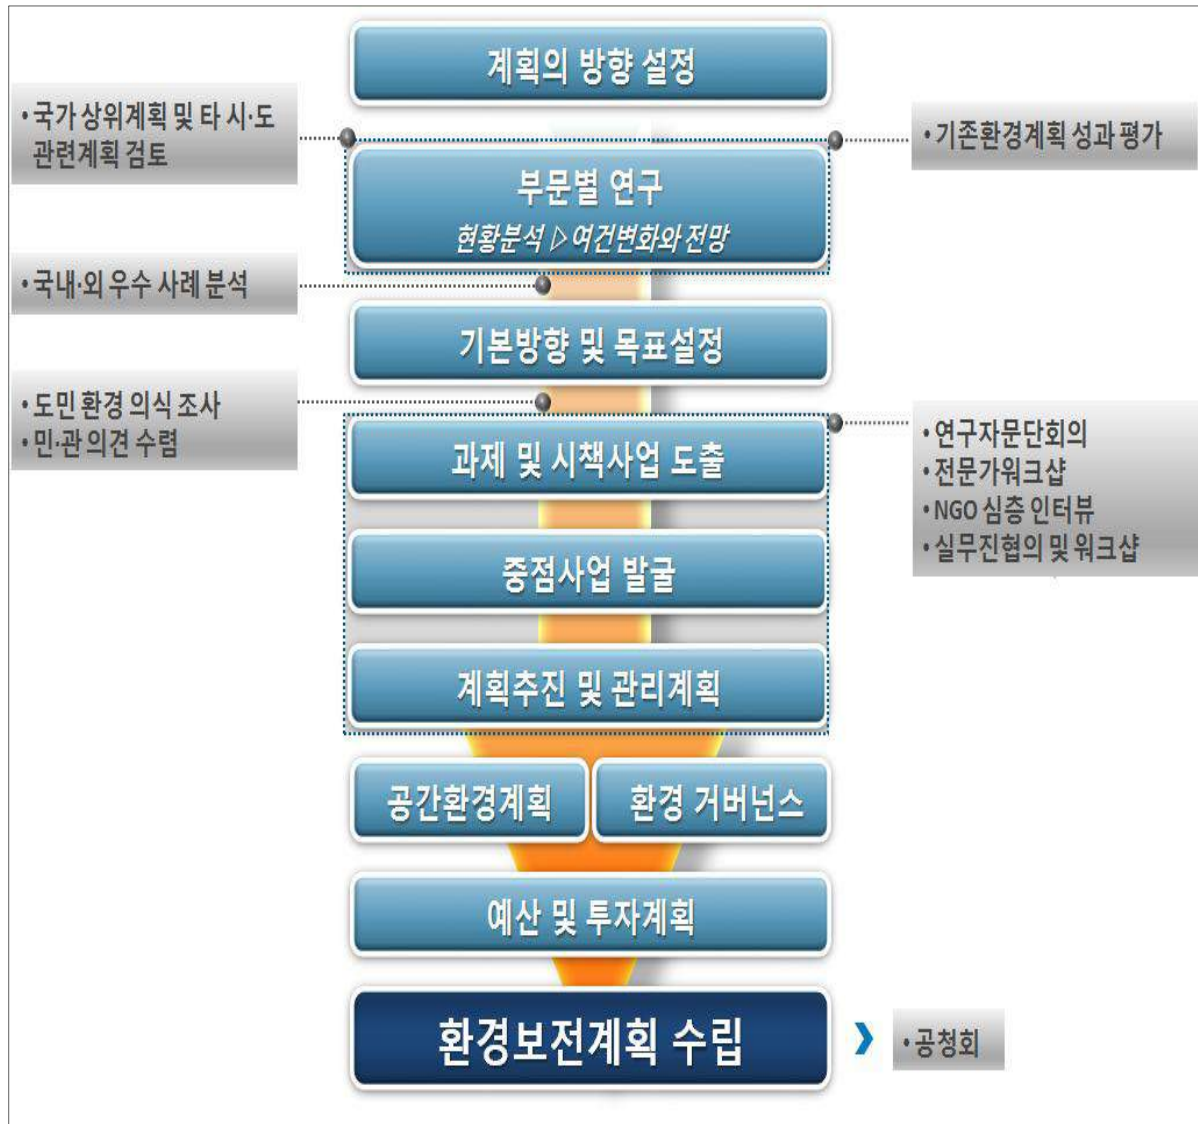 계획의 방향 설정
• 국가 상위계획 및 타 시·도
관련계획 검토
• 기존환경계획 성과 평가
부문별 연구
현황분석 ▷ 여건변화와 전망
• 국내·외 우수 사례 분석
기본방향 및 목표설정
• 도민 환경 의식 조사
• 민·관 의견 수렴
과제 및 시책사업 도출
• 연구자문단회의
• 전문가워크샵
• NGO 심층 인터뷰
• 실무진협의 및 워크샵
중점사업 발굴
계획추진 및 관리계획
공간환경계획
환경 거버넌스
예산 및 투자계획
환경보전계획 수립
❯
• 공청회